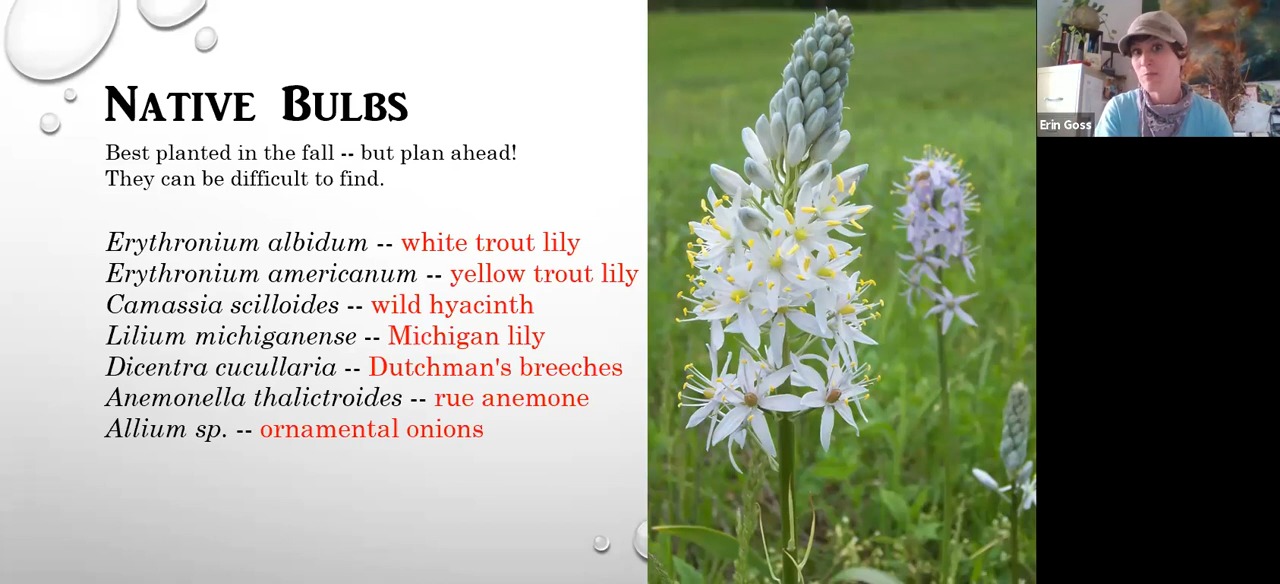 Native Bulbs
Best planted in the fall -- but plan ahead!
They can be difficult to find.
Erythronium albidum -- white trout lily
Erythronium americanum -- yellow trout lily
Camassia scilloides -- wild hyacinth
Lilium michiganense -- Michigan lily
Dicentra cucullaria -- Dutchman's breeches
Anemonella thalictroides -- rue anemone
Allium sp. -- ornamental onions
Erin Goss